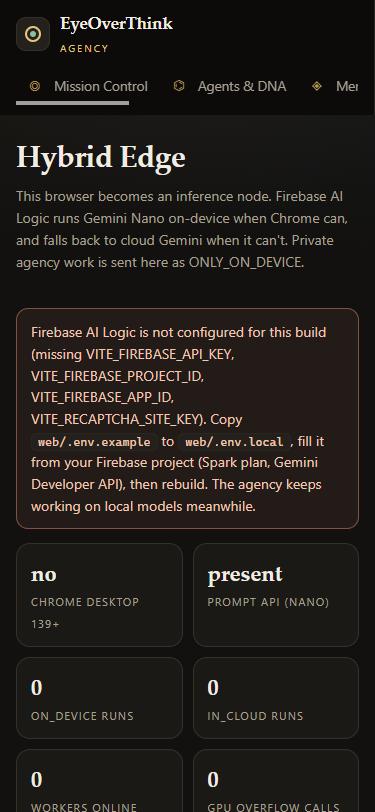 EyeOverThink
AGENCY
Mission Control
Agents & DNA
Hybrid Edge
This browser becomes an inference node. Firebase AI
Logic runs Gemini Nano on-device when Chrome can,
and falls back to cloud Gemini when it can't. Private
agency work is sent here as ONLY_ON_DEVICE.
Firebase AI Logic is not configured for this build
(missing VITE_FIREBASE_API_KEY,
VITE_FIREBASE_PROJECT_ID,
VITE_FIREBASE_APP_ID,
VITE_RECAPTCHA_SITE_KEY). Copy
web/.env.example to web/.env.local, fill it
from your Firebase project (Spark plan, Gemini
Developer API), then rebuild. The agency keeps
working on local models meanwhile.
no
CHROME DESKTOP
139+
present
PROMPT API (NANO)
0
ON_DEVICE RUNS
0
IN_CLOUD RUNS
0
WORKERS ONLINE
0
GPU OVERFLOW CALLS